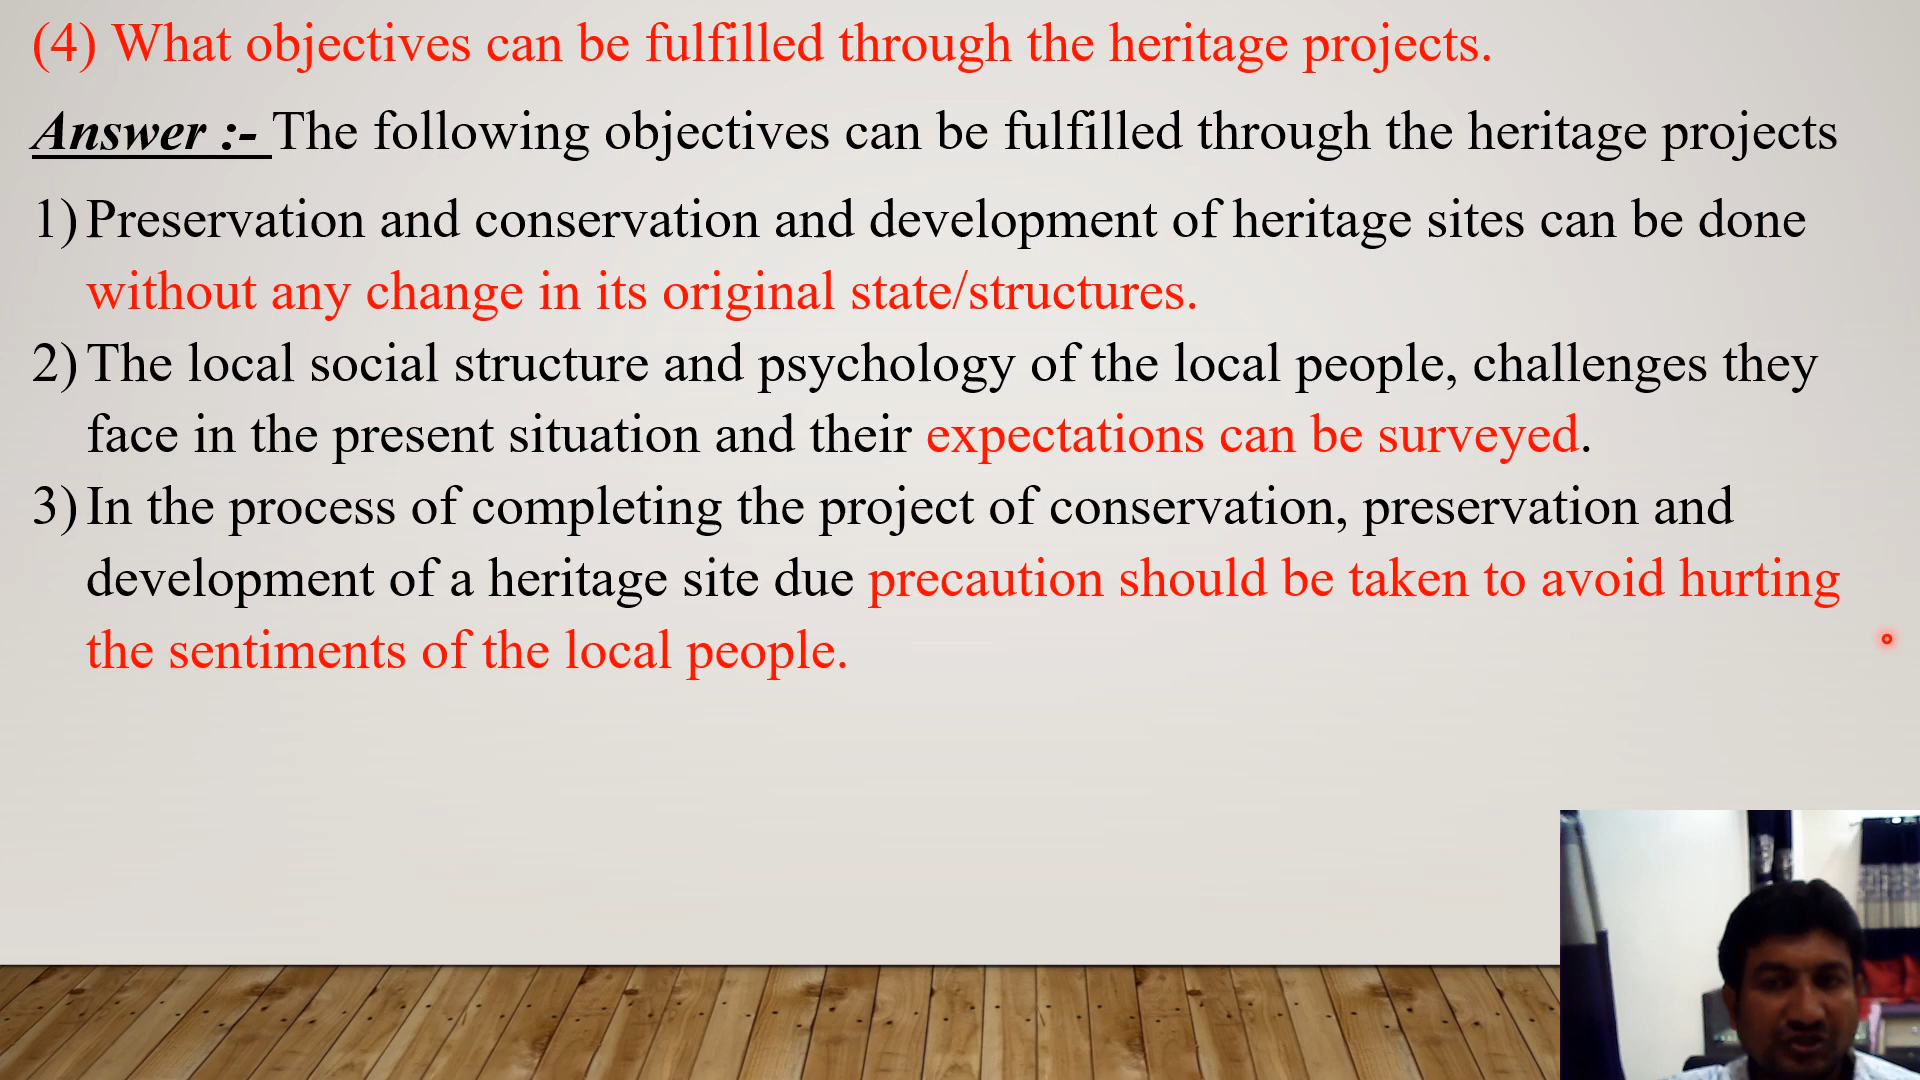 (4) What objectives can be fulfilled through the heritage projects.
Answer :- The following objectives can be fulfilled through the heritage projects
1) Preservation and conservation and development of heritage sites can be done
without any change in its original state/structures.
2) The local social structure and psychology of the local people, challenges they
face in the present situation and their expectations can be surveyed.
3) In the process of completing the project of conservation, preservation and
development of a heritage site due precaution should be taken to avoid hurting
the sentiments of the local people.